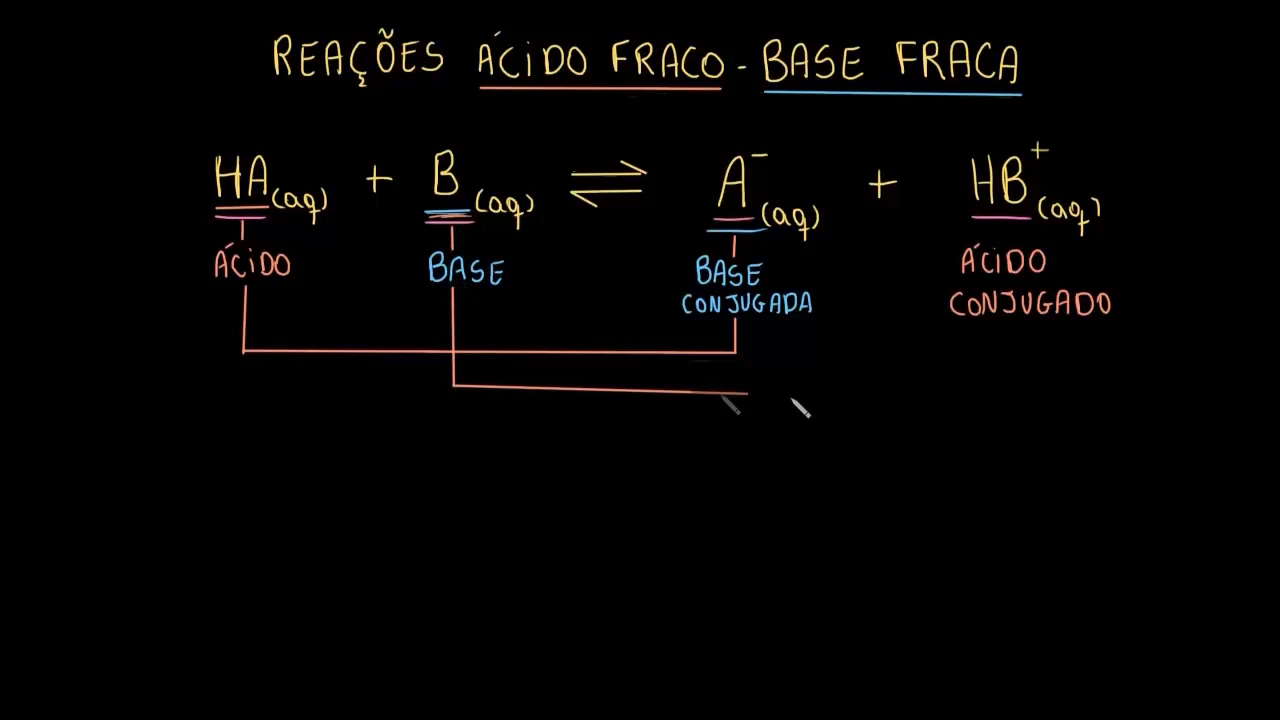 REAÇÕES ÁCIDO FRACO - BASE FRACA
HA(aq) + B(aq) ⇌ A⁻(aq) + HB⁺(aq)
ÁCIDO BASE BASE CONJUGADA ÁCIDO CONJUGADO